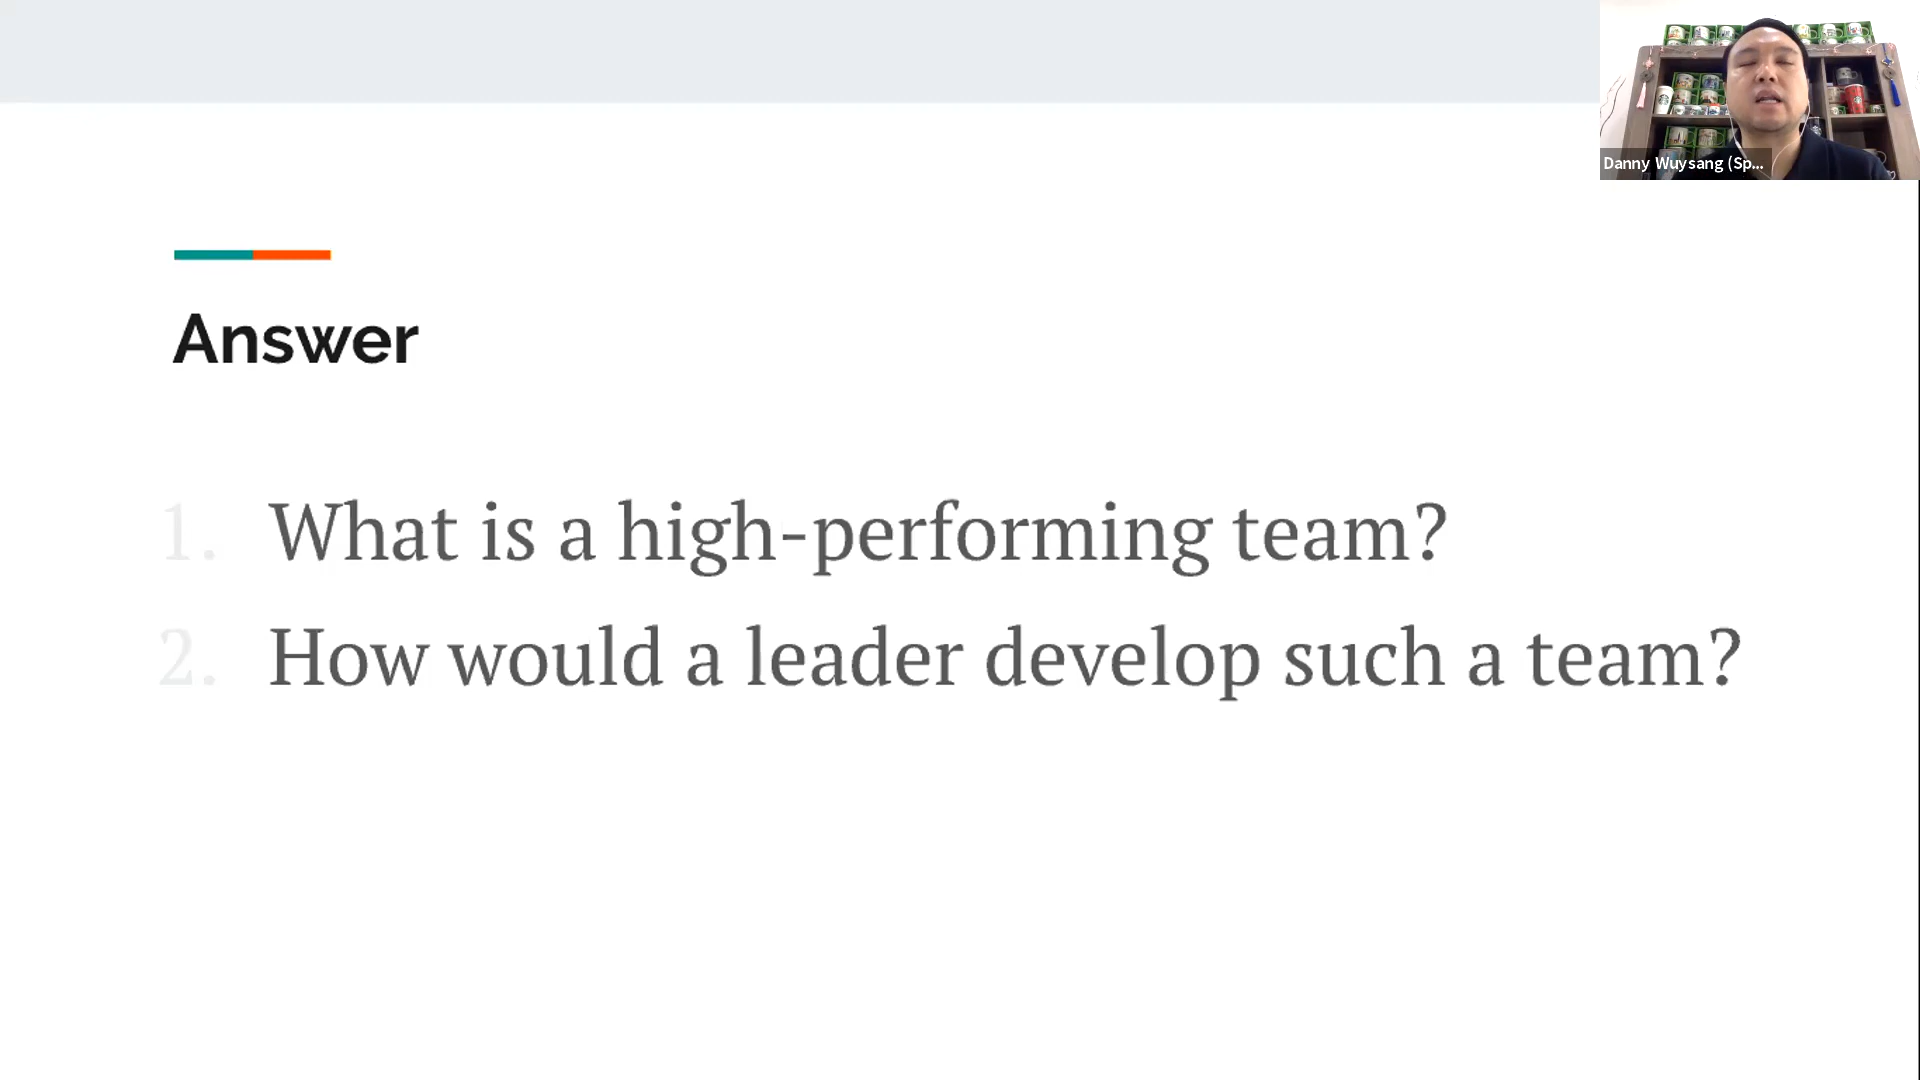 Danny Wuysang (Sp...
Answer
1. What is a high-performing team?
2. How would a leader develop such a team?